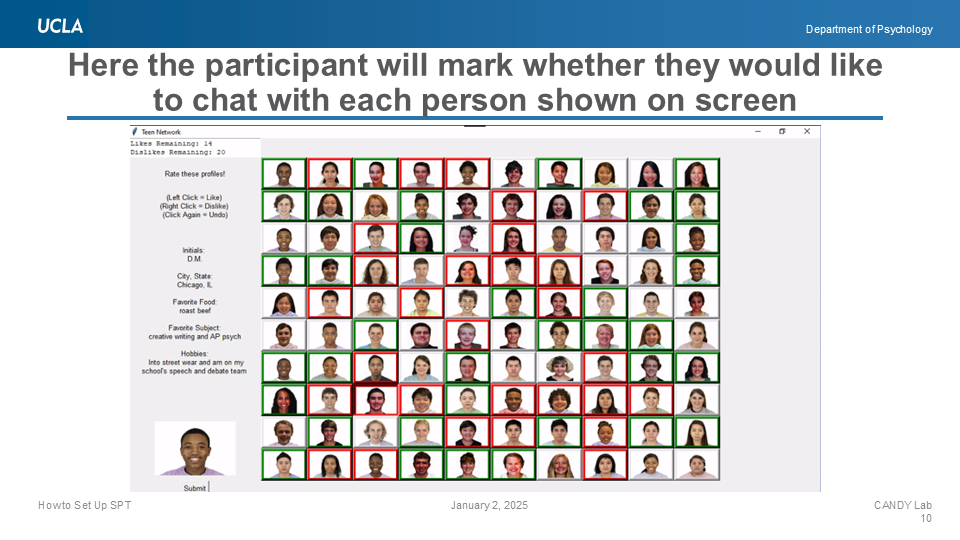 UCLA
Department of Psychology
Here the participant will mark whether they would like
to chat with each person shown on screen
Teen Network
Likes Remaining: 14
Dislikes Remaining: 20
Rate these profiles!
(Left Click = Like)
(Right Click = Dislike)
(Click Again = Undo)
Initials:
D.M.
City, State:
Chicago, IL
Favorite Food:
roast beef
Favorite Subject:
creative writing and AP psych
Hobbies:
Into street wear and am on my
school's speech and debate team
Submit
Howto Set Up SPT
January 2, 2025
CANDY Lab
10